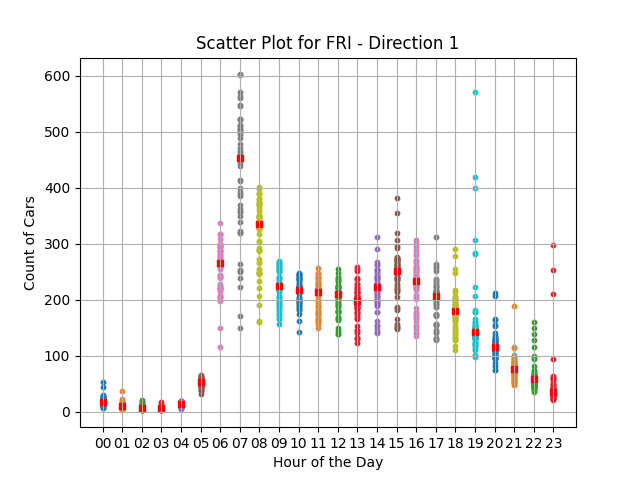 Scatter Plot for FRI - Direction 1
Count of Cars
600
500
400
300
200
100
0
00 01 02 03 04 05 06 07 08 09 10 11 12 13 14 15 16 17 18 19 20 21 22 23
Hour of the Day